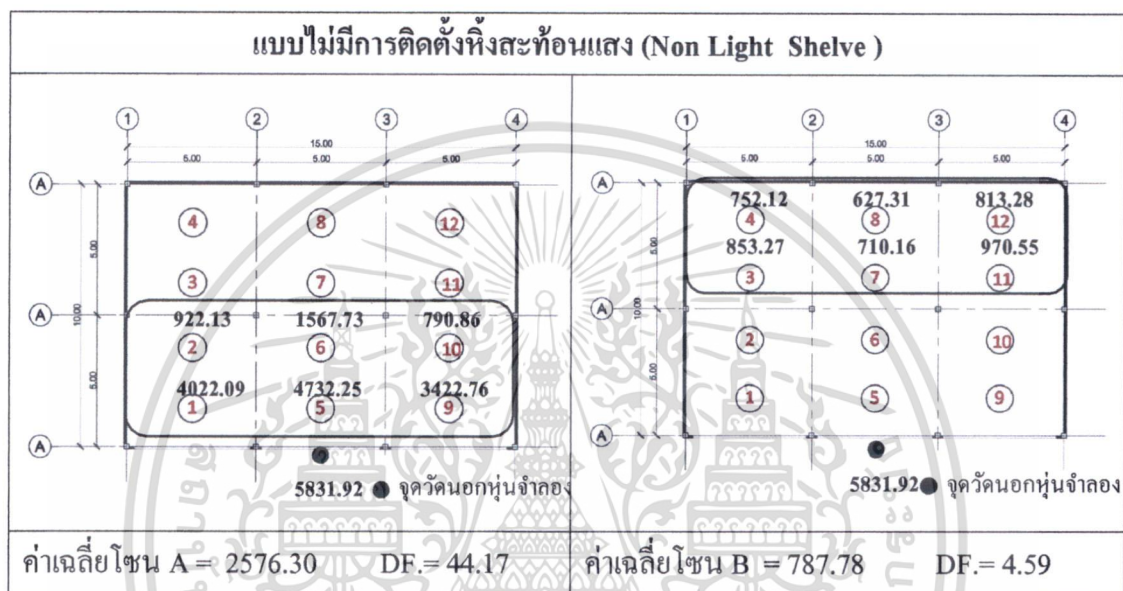 แบบไม่มีการติดตั้งหิ้งสะท้อนแสง (Non Light Shelve )
1 2 3 4
15.00
5.00 5.00 5.00
A
4 8 12
5.00
3 7 11
10.00
A
922.13 1567.73 790.86
2 6 10
5.00
4022.09 4732.25 3422.76
1 5 9
A
5831.92 จุดวัดนอกหุ่นจำลอง
ค่าเฉลี่ยโซน A = 2576.30 DF.= 44.17
1 2 3 4
15.00
5.00 5.00 5.00
A
752.12 627.31 813.28
4 8 12
5.00
853.27 710.16 970.55
3 7 11
10.00
A
2 6 10
5.00
1 5 9
A
5831.92 จุดวัดนอกหุ่นจำลอง
ค่าเฉลี่ยโซน B = 787.78 DF.= 4.59